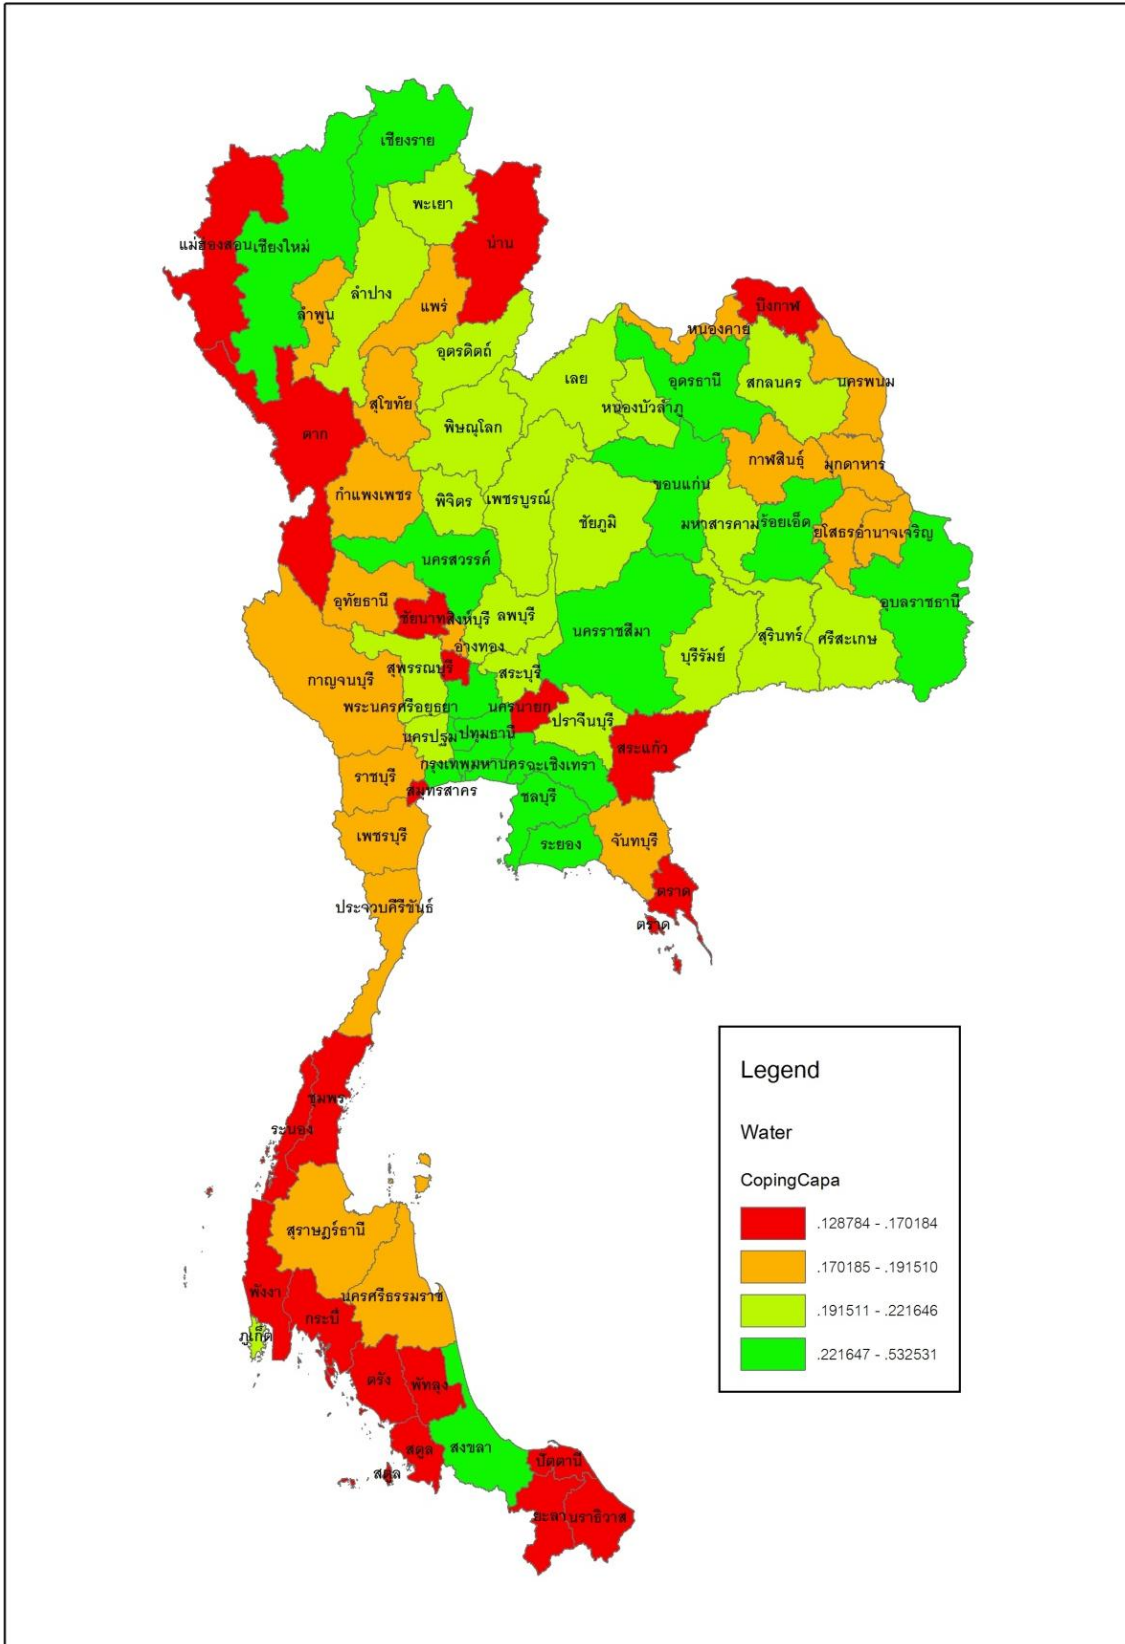 เชียงราย
พะเยา
น่าน
แม่ฮ่องสอน
เชียงใหม่
ลำปาง
แพร่
ลำพูน
บึงกาฬ
หนองคาย
อุตรดิตถ์
เลย
อุดรธานี
สกลนคร
นครพนม
สุโขทัย
หนองบัวลำภู
พิษณุโลก
ตาก
กาฬสินธุ์
มุกดาหาร
ขอนแก่น
กำแพงเพชร
พิจิตร
เพชรบูรณ์
ชัยภูมิ
มหาสารคาม
ร้อยเอ็ด
ยโสธร
อำนาจเจริญ
นครสวรรค์
อุทัยธานี
อุบลราชธานี
ชัยนาท
สิงห์บุรี
ลพบุรี
นครราชสีมา
สุรินทร์
ศรีสะเกษ
อ่างทอง
บุรีรัมย์
สุพรรณบุรี
สระบุรี
กาญจนบุรี
พระนครศรีอยุธยา
นครนายก
ปราจีนบุรี
นครปฐม
ปทุมธานี
สระแก้ว
กรุงเทพมหานคร
ฉะเชิงเทรา
ราชบุรี
สมุทรสาคร
ชลบุรี
เพชรบุรี
ระยอง
จันทบุรี
ตราด
ประจวบคีรีขันธ์
ตราด
ชุมพร
ระนอง
สุราษฎร์ธานี
พังงา
นครศรีธรรมราช
กระบี่
ภูเก็ต
ตรัง
พัทลุง
สตูล
สงขลา
สตูล
ปัตตานี
ยะลา
นราธิวาส
Legend
Water
CopingCapa
.128784 - .170184
.170185 - .191510
.191511 - .221646
.221647 - .532531